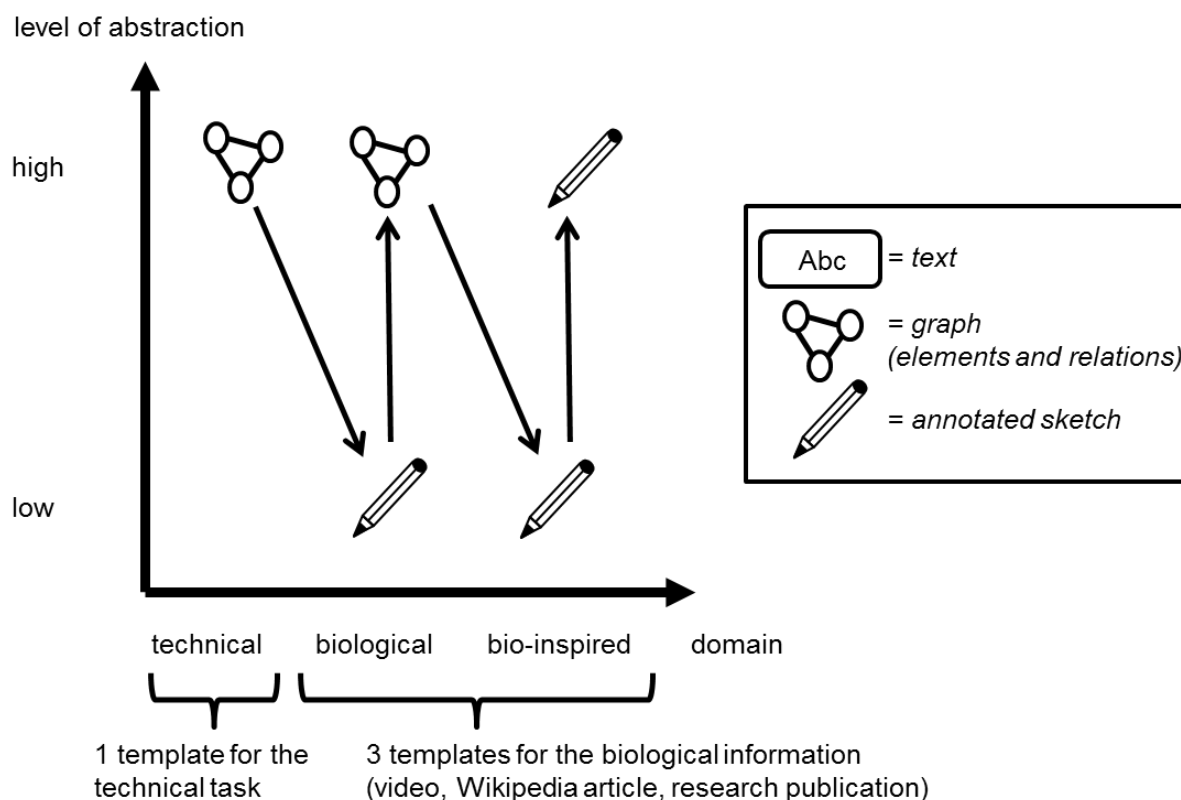 level of abstraction
high
low
Abc
= text
= graph
(elements and relations)
= annotated sketch
technical
biological
bio-inspired
domain
1 template for the
technical task
3 templates for the biological information
(video, Wikipedia article, research publication)